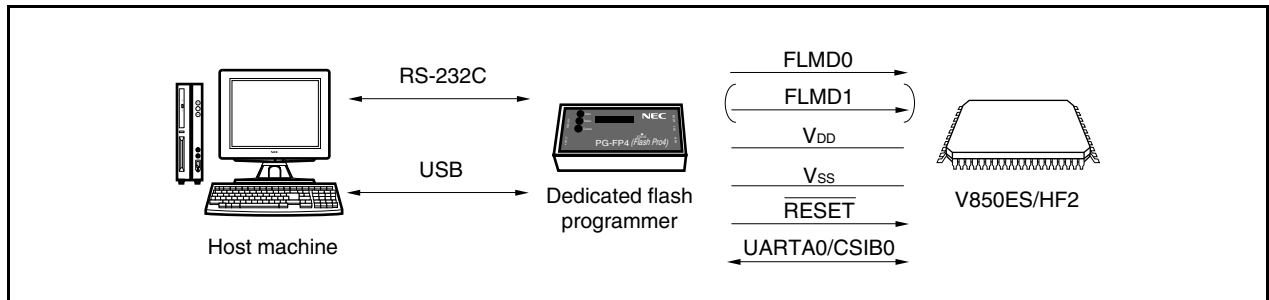 RS-232C
USB
Host machine
NEC
PG-FP4 (Flash Pro4)
Dedicated flash
programmer
FLMD0
FLMD1
VDD
VSS
RESET
UARTA0/CSIB0
V850ES/HF2